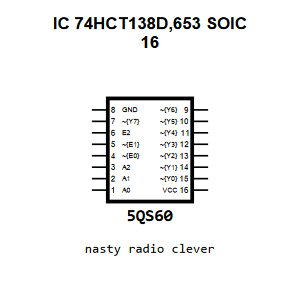 IC 74HCT138D,653 SOIC
16
8 GND ~{Y6} 9
7 ~{Y7} ~{Y5} 10
6 E2 ~{Y4} 11
5 ~{E1} ~{Y3} 12
4 ~{E0} ~{Y2} 13
3 A2 ~{Y1} 14
2 A1 ~{Y0} 15
1 A0 VCC 16
5QS60
nasty radio clever